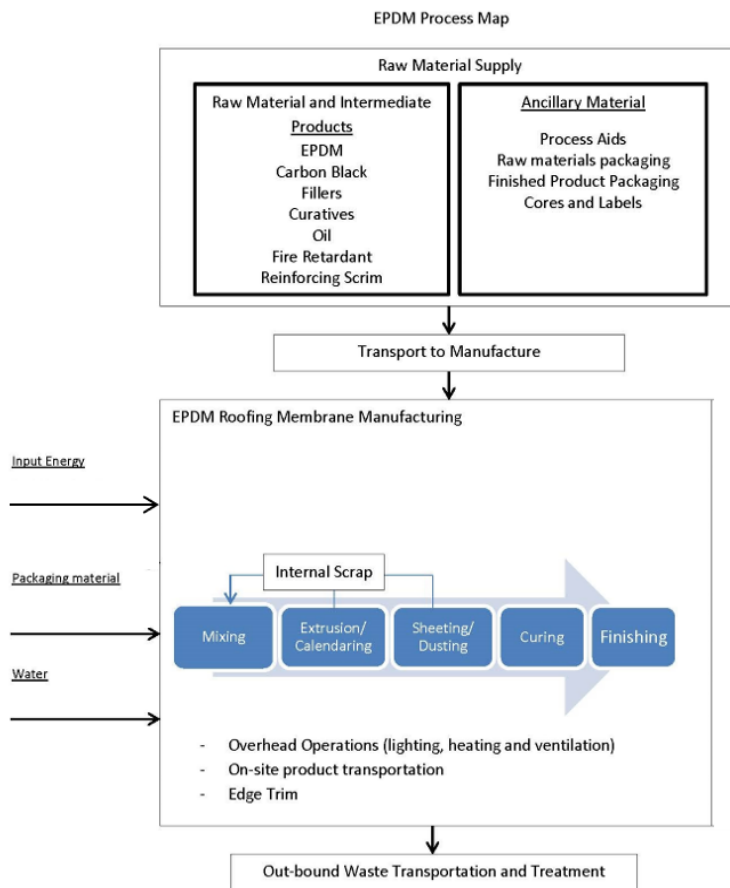 EPDM Process Map
Raw Material Supply
Raw Material and Intermediate
Products
EPDM
Carbon Black
Fillers
Curatives
Oil
Fire Retardant
Reinforcing Scrim
Ancillary Material
Process Aids
Raw materials packaging
Finished Product Packaging
Cores and Labels
Transport to Manufacture
EPDM Roofing Membrane Manufacturing
Input Energy
Packaging material
Water
Internal Scrap
Mixing
Extrusion/
Calendaring
Sheeting/
Dusting
Curing
Finishing
- Overhead Operations (lighting, heating and ventilation)
- On-site product transportation
- Edge Trim
Out-bound Waste Transportation and Treatment